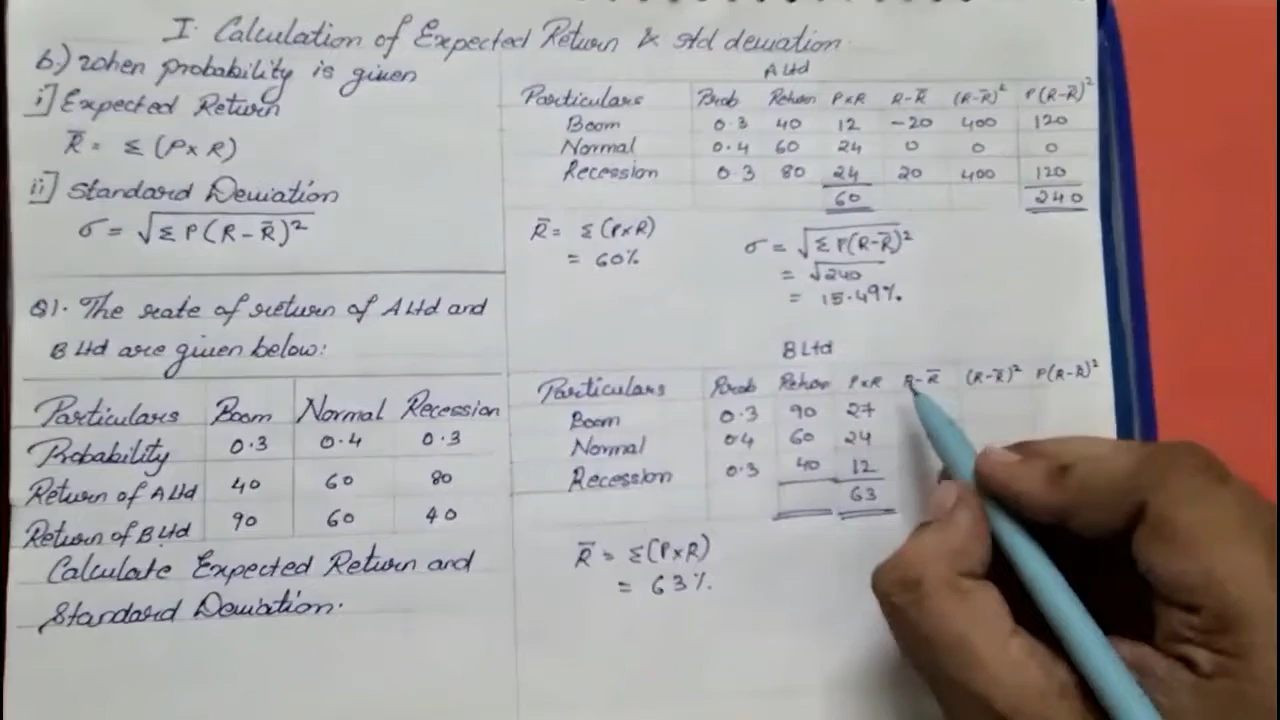 I. Calculation of Expected Return & std deviation
b) When probability is given
i] Expected Return
R̄ = Σ (P x R)
ii] Standard Deviation
σ = √Σ P (R - R̄)²
Q1. The rate of return of A Ltd and
B Ltd are given below:
Particulars Boom Normal Recession
Probability 0.3 0.4 0.3
Return of A Ltd 40 60 80
Return of B Ltd 90 60 40
Calculate Expected Return and
Standard Deviation.
A Ltd
Particulars Prob Return P x R R - R̄ (R - R̄)² P(R - R̄)²
Boom 0.3 40 12 -20 400 120
Normal 0.4 60 24 0 0 0
Recession 0.3 80 24 20 400 120
60 240
R̄ = Σ (P x R)
= 60%
σ = √Σ P(R - R̄)²
= √240
= 15.49%
B Ltd
Particulars Prob Return P x R R - R̄ (R - R̄)² P(R - R)²
Boom 0.3 90 27
Normal 0.4 60 24
Recession 0.3 40 12
63
R̄ = Σ (P x R)
= 63%.